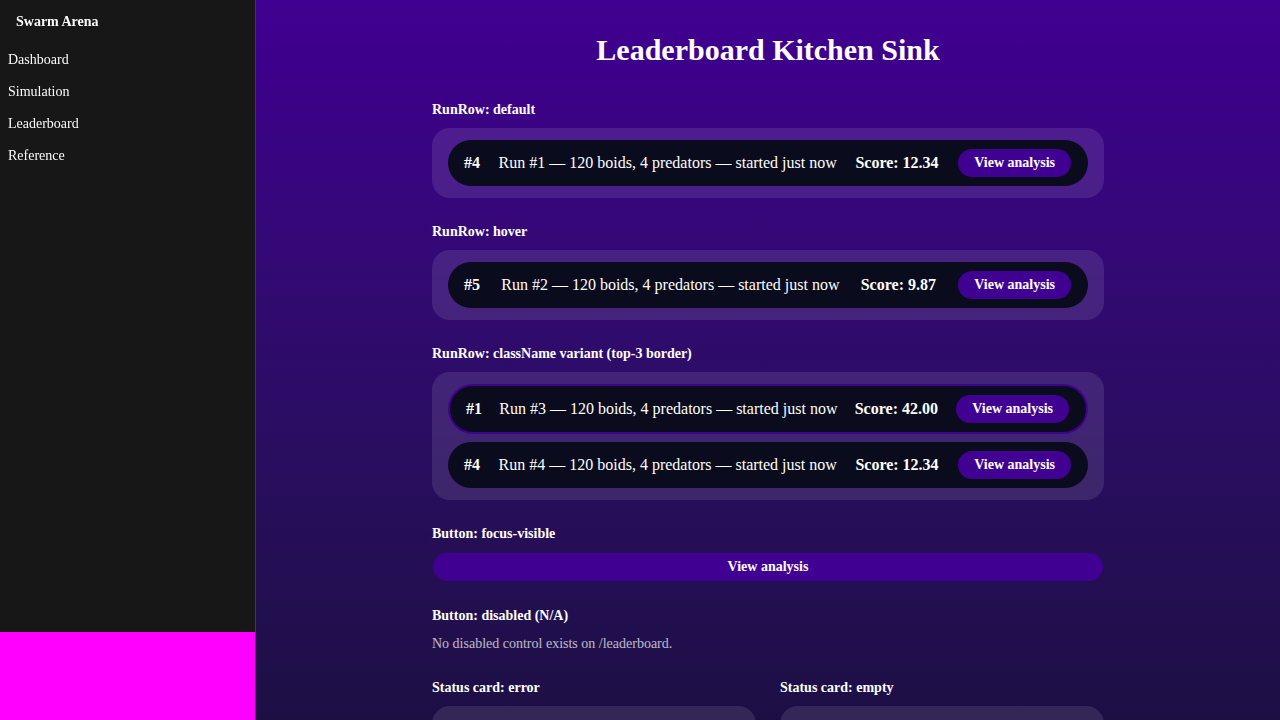 Swarm Arena
Dashboard
Simulation
Leaderboard
Reference
Leaderboard Kitchen Sink
RunRow: default
#4 Run #1 — 120 boids, 4 predators — started just now Score: 12.34 View analysis
RunRow: hover
#5 Run #2 — 120 boids, 4 predators — started just now Score: 9.87 View analysis
RunRow: className variant (top-3 border)
#1 Run #3 — 120 boids, 4 predators — started just now Score: 42.00 View analysis
#4 Run #4 — 120 boids, 4 predators — started just now Score: 12.34 View analysis
Button: focus-visible
View analysis
Button: disabled (N/A)
No disabled control exists on /leaderboard.
Status card: error
Status card: empty